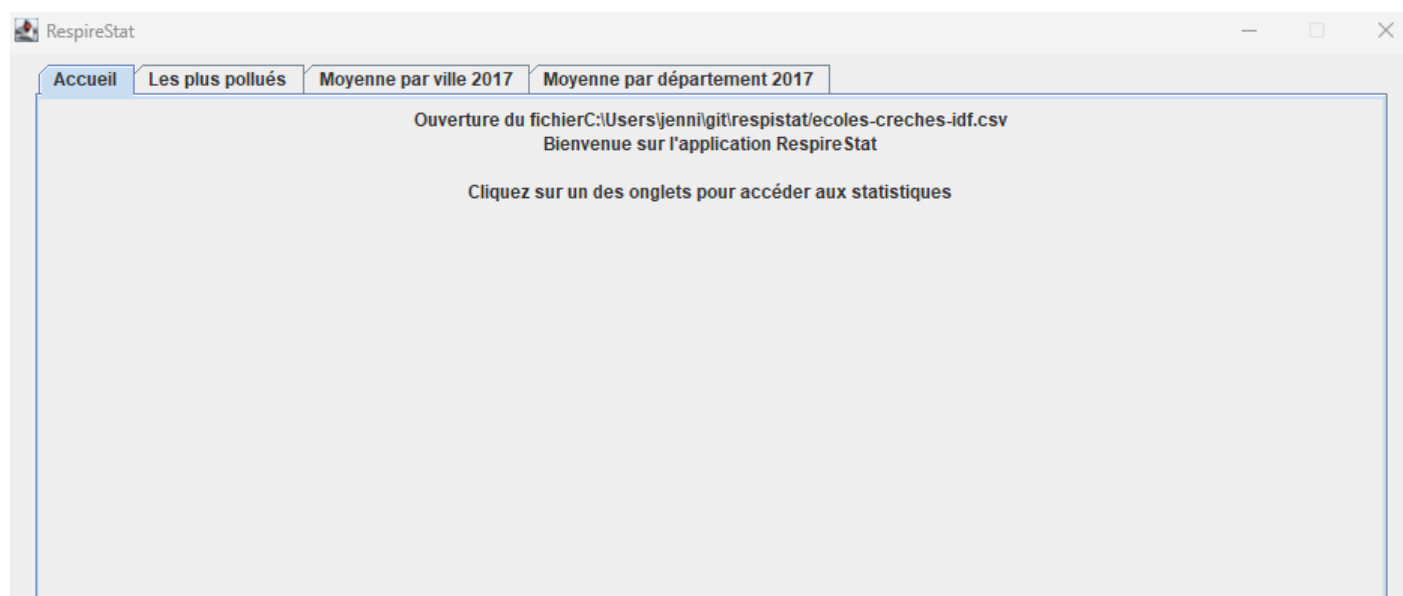 RespireStat
Accueil Les plus pollués Moyenne par ville 2017 Moyenne par département 2017
Ouverture du fichierC:\Users\jenni\git\respistat/ecoles-creches-idf.csv
Bienvenue sur l'application RespireStat
Cliquez sur un des onglets pour accéder aux statistiques